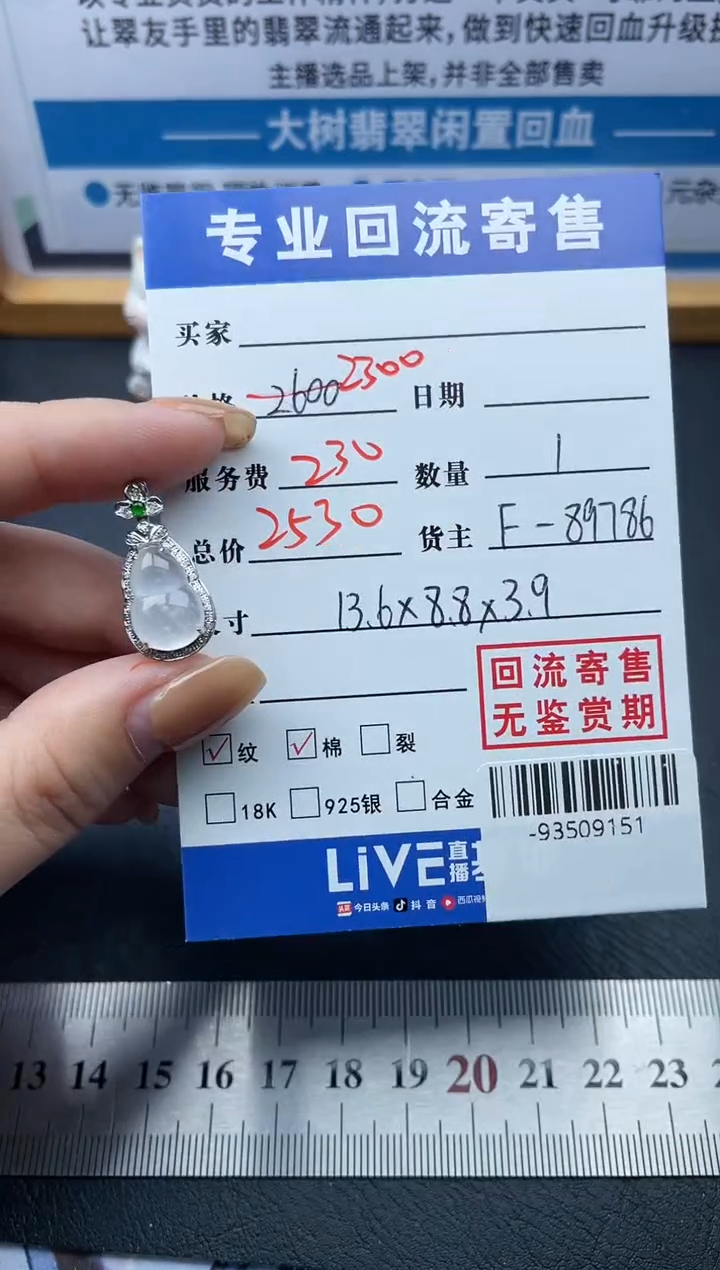 让翠友手里的翡翠流通起来，做到快速回血升级
主播选品上架，并非全部售卖
大树翡翠闲置回血
专业回流寄售
买家
2600 2300 日期
服务费 230 数量 1
总价 2530 货主 F-89786
寸 13.6×8.8×3.9
回流寄售
无鉴赏期
纹 棉 裂
18K 925银 合金
-93509151
LiVE 直播
今日头条 抖音 西瓜视频
13 14 15 16 17 18 19 20 21 22 23